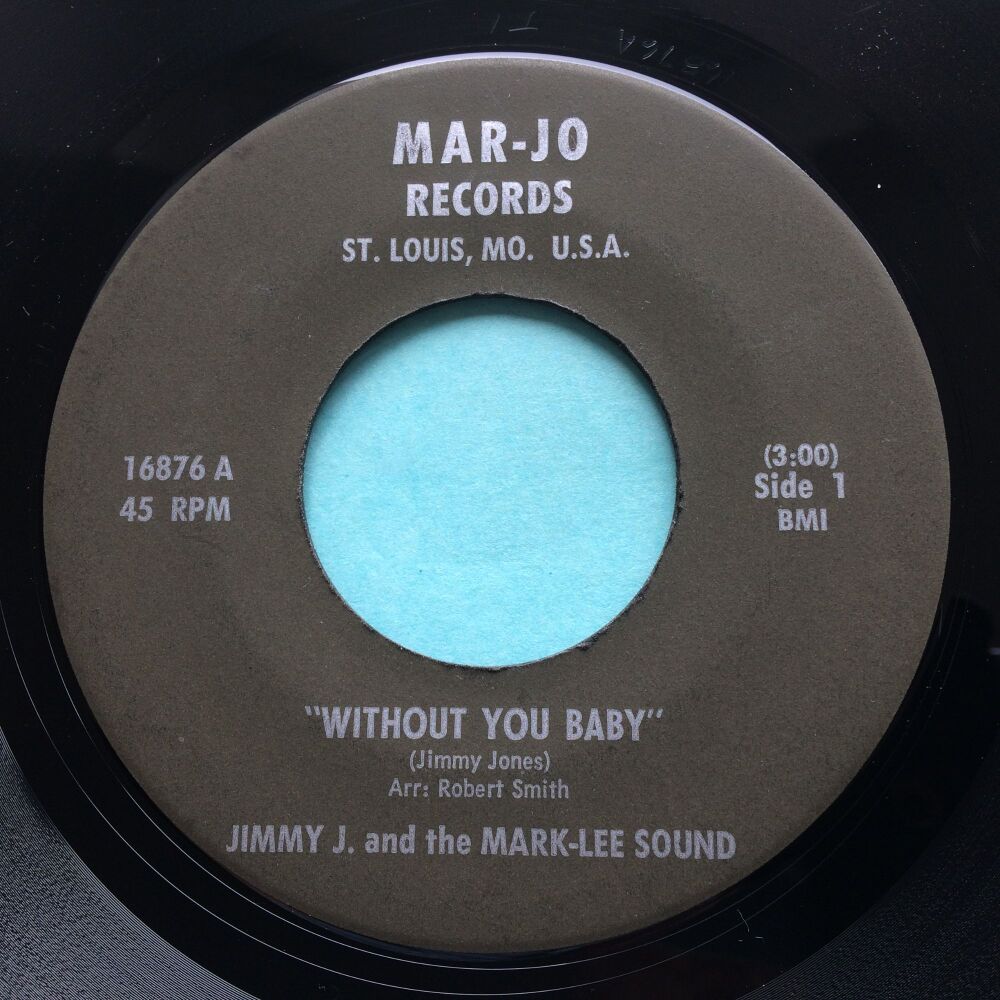 MAR-JO
RECORDS
ST. LOUIS, MO. U.S.A.
16876 A
45 RPM
(3:00)
Side 1
BMI
"WITHOUT YOU BABY"
(Jimmy Jones)
Arr: Robert Smith
JIMMY J. and the MARK-LEE SOUND